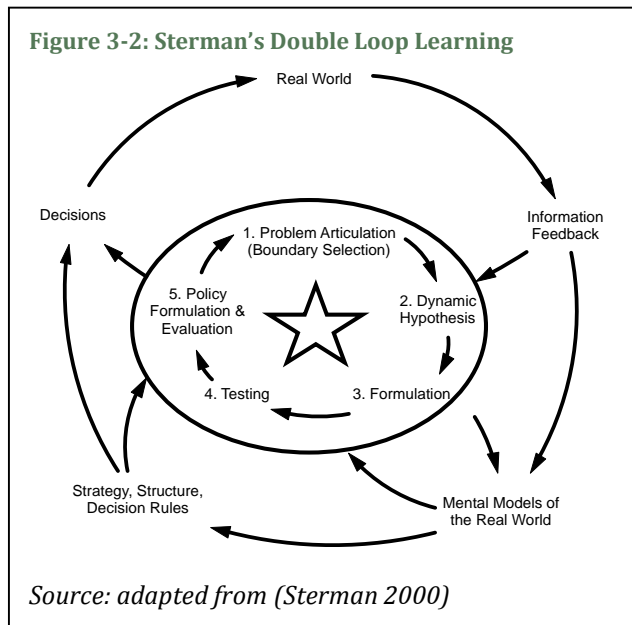 Figure 3-2: Sterman's Double Loop Learning
Real World
Decisions
Information
Feedback
1. Problem Articulation
(Boundary Selection)
2. Dynamic
Hypothesis
3. Formulation
4. Testing
5. Policy
Formulation &
Evaluation
Strategy, Structure,
Decision Rules
Mental Models of
the Real World
Source: adapted from (Sterman 2000)